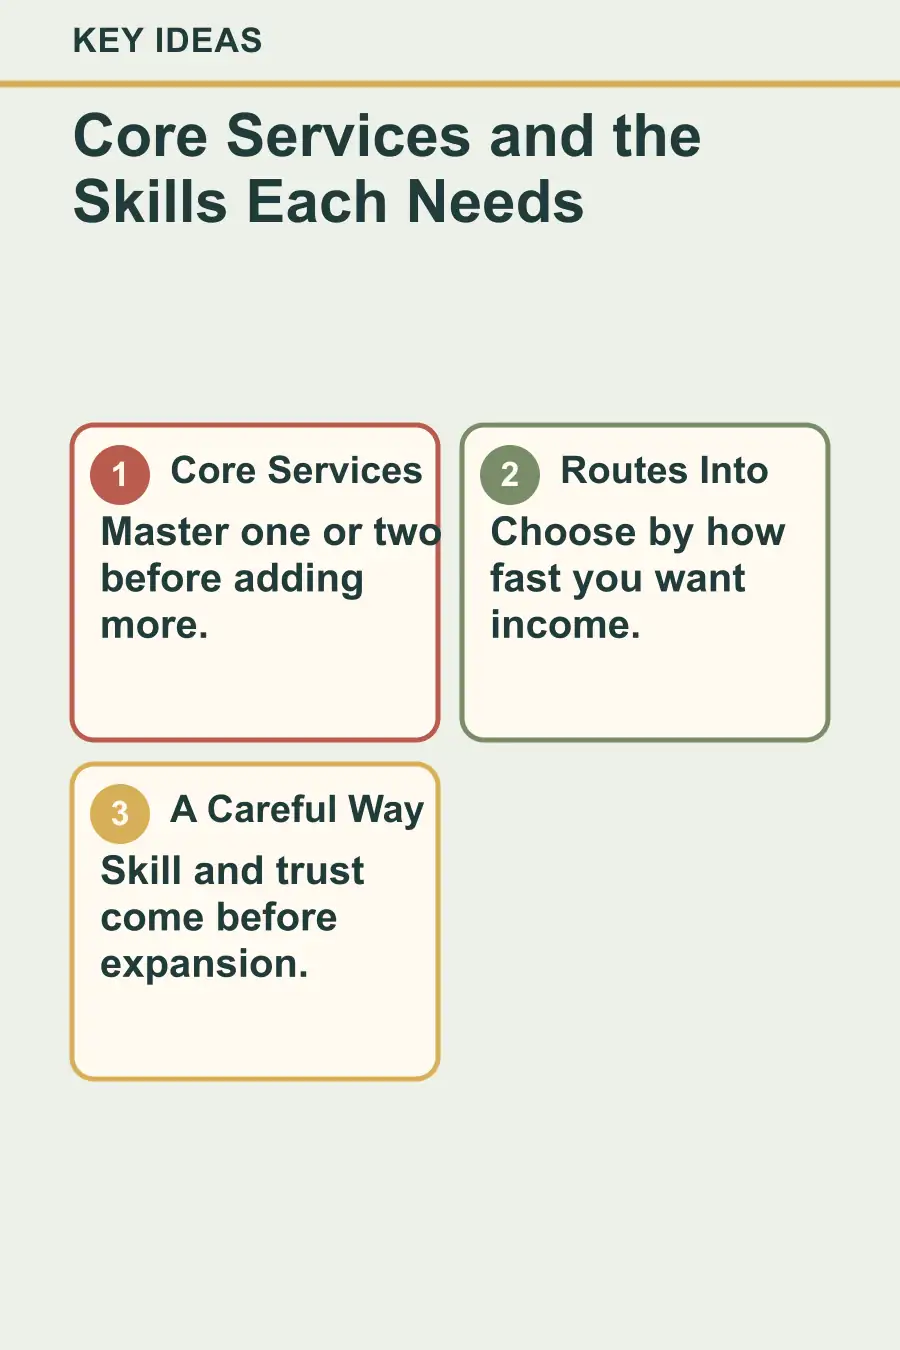 KEY IDEAS
Core Services and the
Skills Each Needs
1 Core Services
Master one or two
before adding
more.
2 Routes Into
Choose by how
fast you want
income.
3 A Careful Way
Skill and trust
come before
expansion.